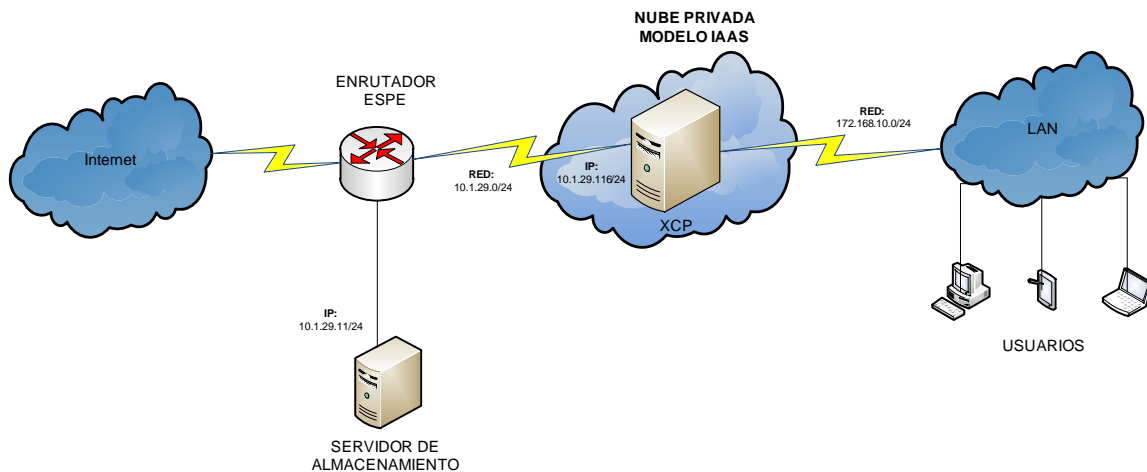 NUBE PRIVADA
MODELO IAAS
ENRUTADOR
ESPE
Internet
RED:
10.1.29.0/24
IP:
10.1.29.116/24
XCP
RED:
172.168.10.0/24
LAN
IP:
10.1.29.11/24
SERVIDOR DE
ALMACENAMIENTO
USUARIOS